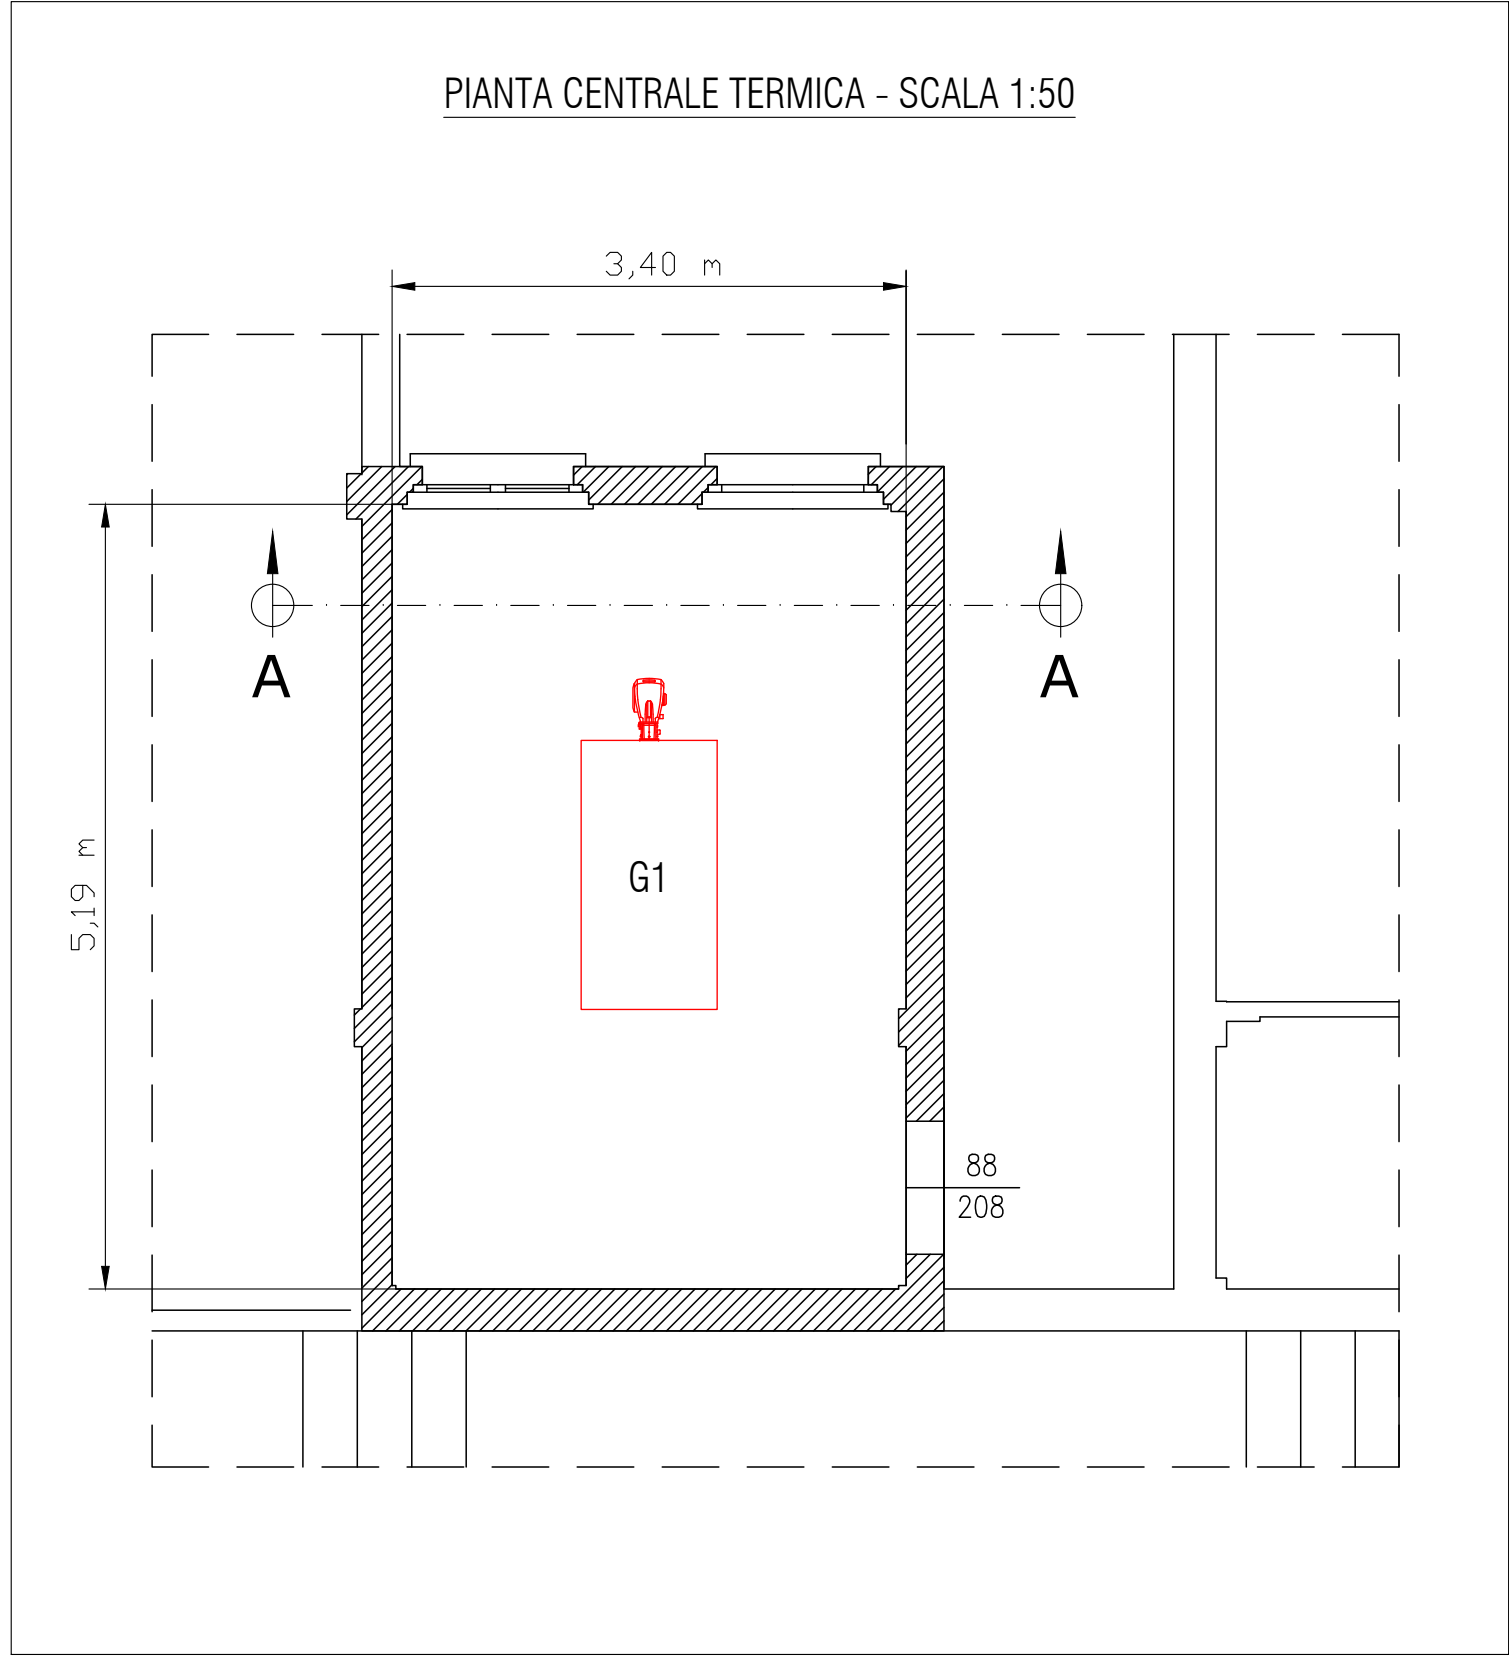 PIANTA CENTRALE TERMICA - SCALA 1:50
3,40 m
A
A
5,19 m
G1
88
208